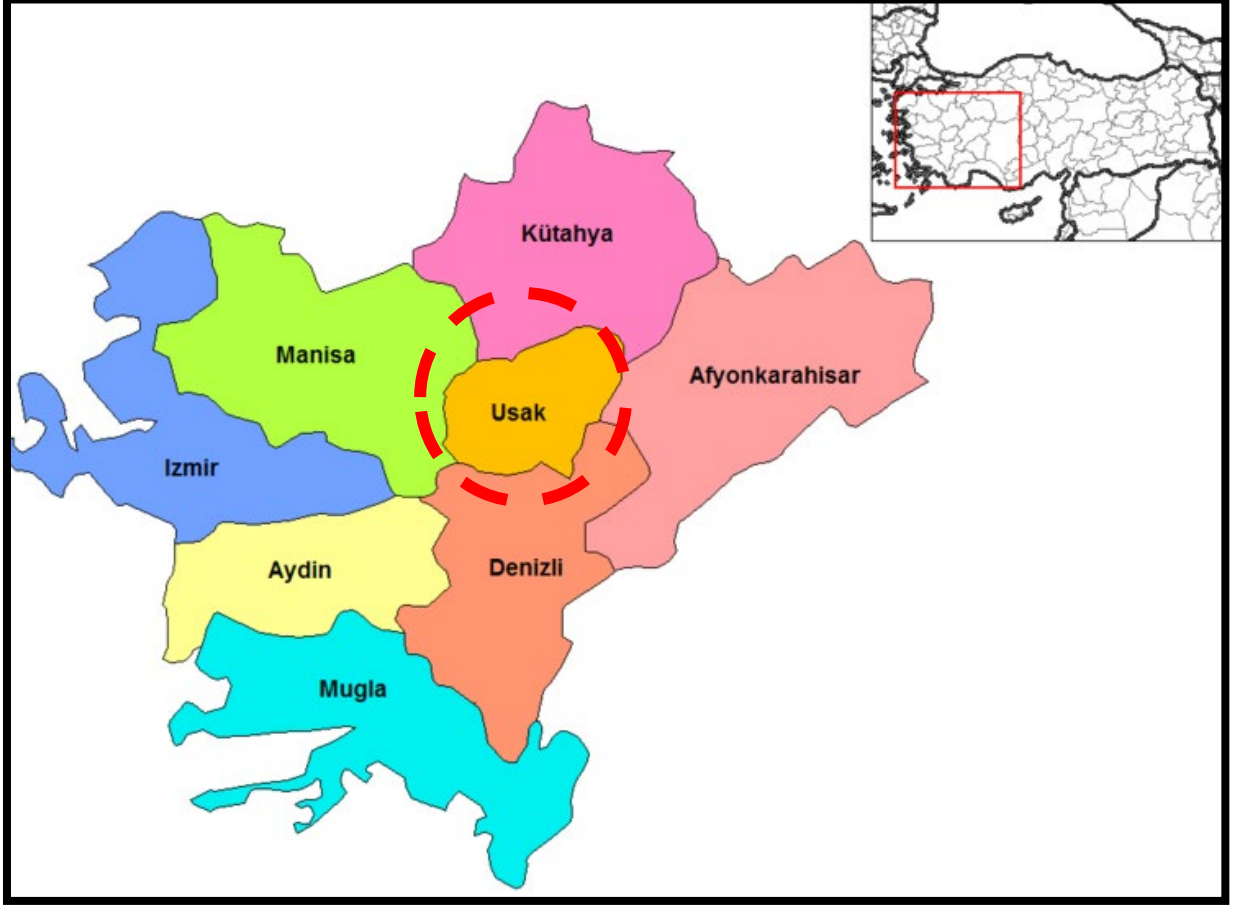 Kütahya
Manisa
Afyonkarahisar
Usak
Izmir
Aydin
Denizli
Mugla